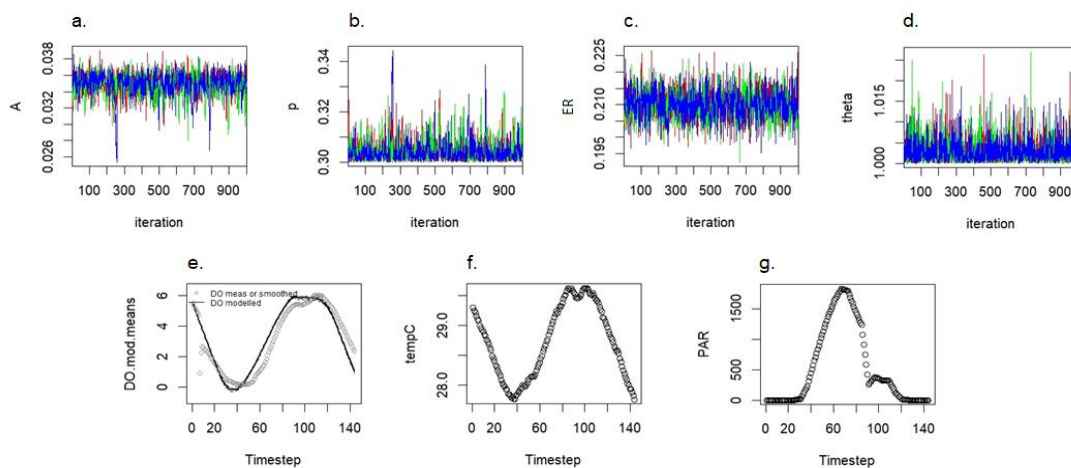 a.
b.
c.
d.
A
0.026 0.032 0.038
100 300 500 700 900
iteration
p
0.30 0.32 0.34
100 300 500 700 900
iteration
ER
0.195 0.210 0.225
100 300 500 700 900
iteration
theta
1.000 1.015
100 300 500 700 900
iteration
e.
f.
g.
DO.mod.means
0 2 4 6
DO meas or smoothed
DO modelled
0 20 60 100 140
Timestep
tempC
28.0 29.0
0 20 60 100 140
Timestep
PAR
0 500 1500
0 20 60 100 140
Timestep